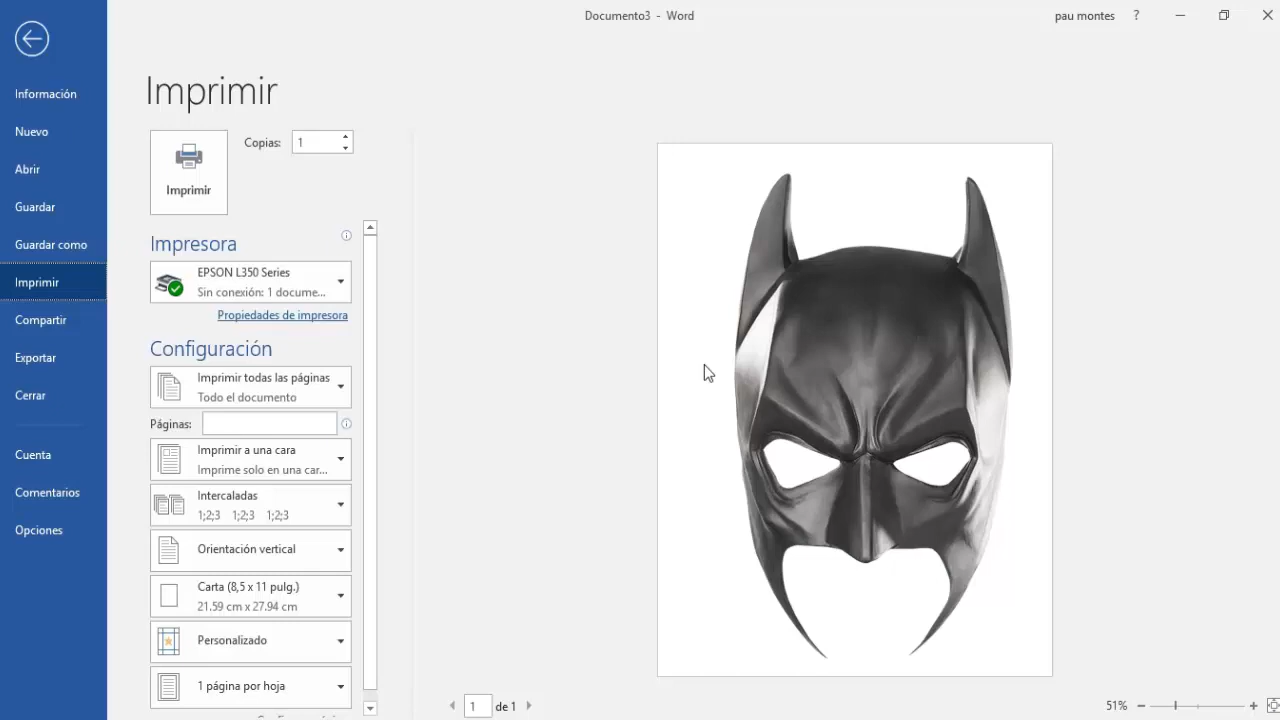 Documento3 - Word
pau montes
?
Información
Nuevo
Abrir
Guardar
Guardar como
Imprimir
Compartir
Exportar
Cerrar
Cuenta
Comentarios
Opciones
Imprimir
Imprimir
Copias:
1
Impresora
EPSON L350 Series
Sin conexión: 1 docume...
Propiedades de impresora
Configuración
Imprimir todas las páginas
Todo el documento
Páginas:
Imprimir a una cara
Imprime solo en una car...
Intercaladas
1;2;3 1;2;3 1;2;3
Orientación vertical
Carta (8,5 x 11 pulg.)
21.59 cm x 27.94 cm
Personalizado
1 página por hoja
1 de 1
51%